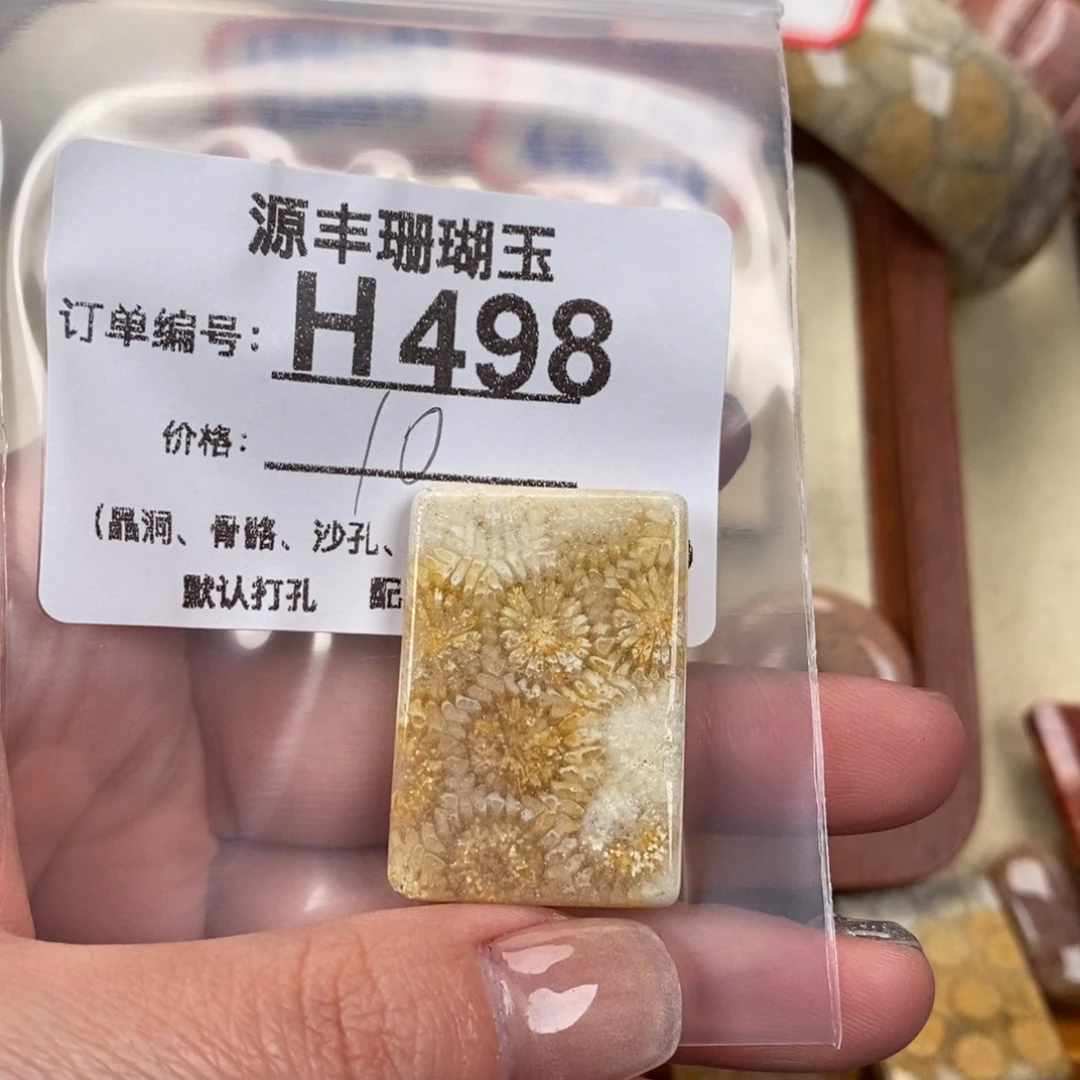 源丰珊瑚玉
订单编号: H498
价格: 10
(晶洞、骨骼、沙孔、
默认打孔 配